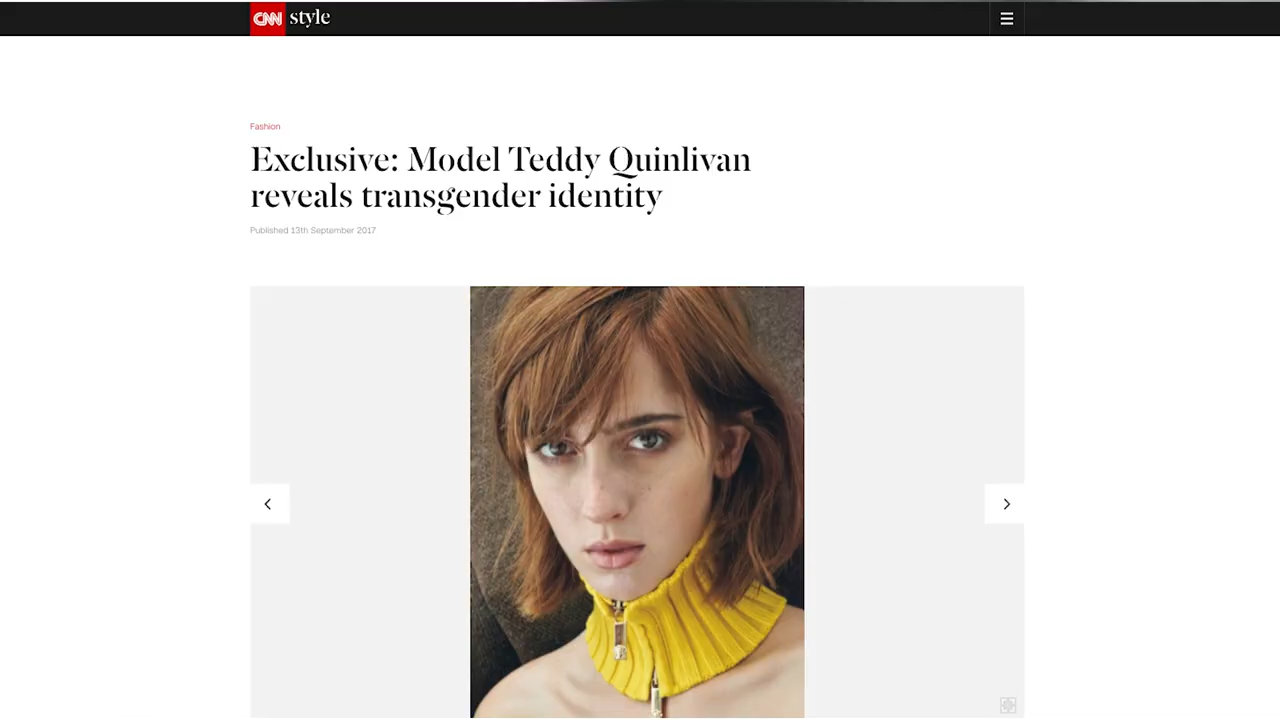 CNN style
Fashion
Exclusive: Model Teddy Quinlivan
reveals transgender identity
Published 13th September 2017